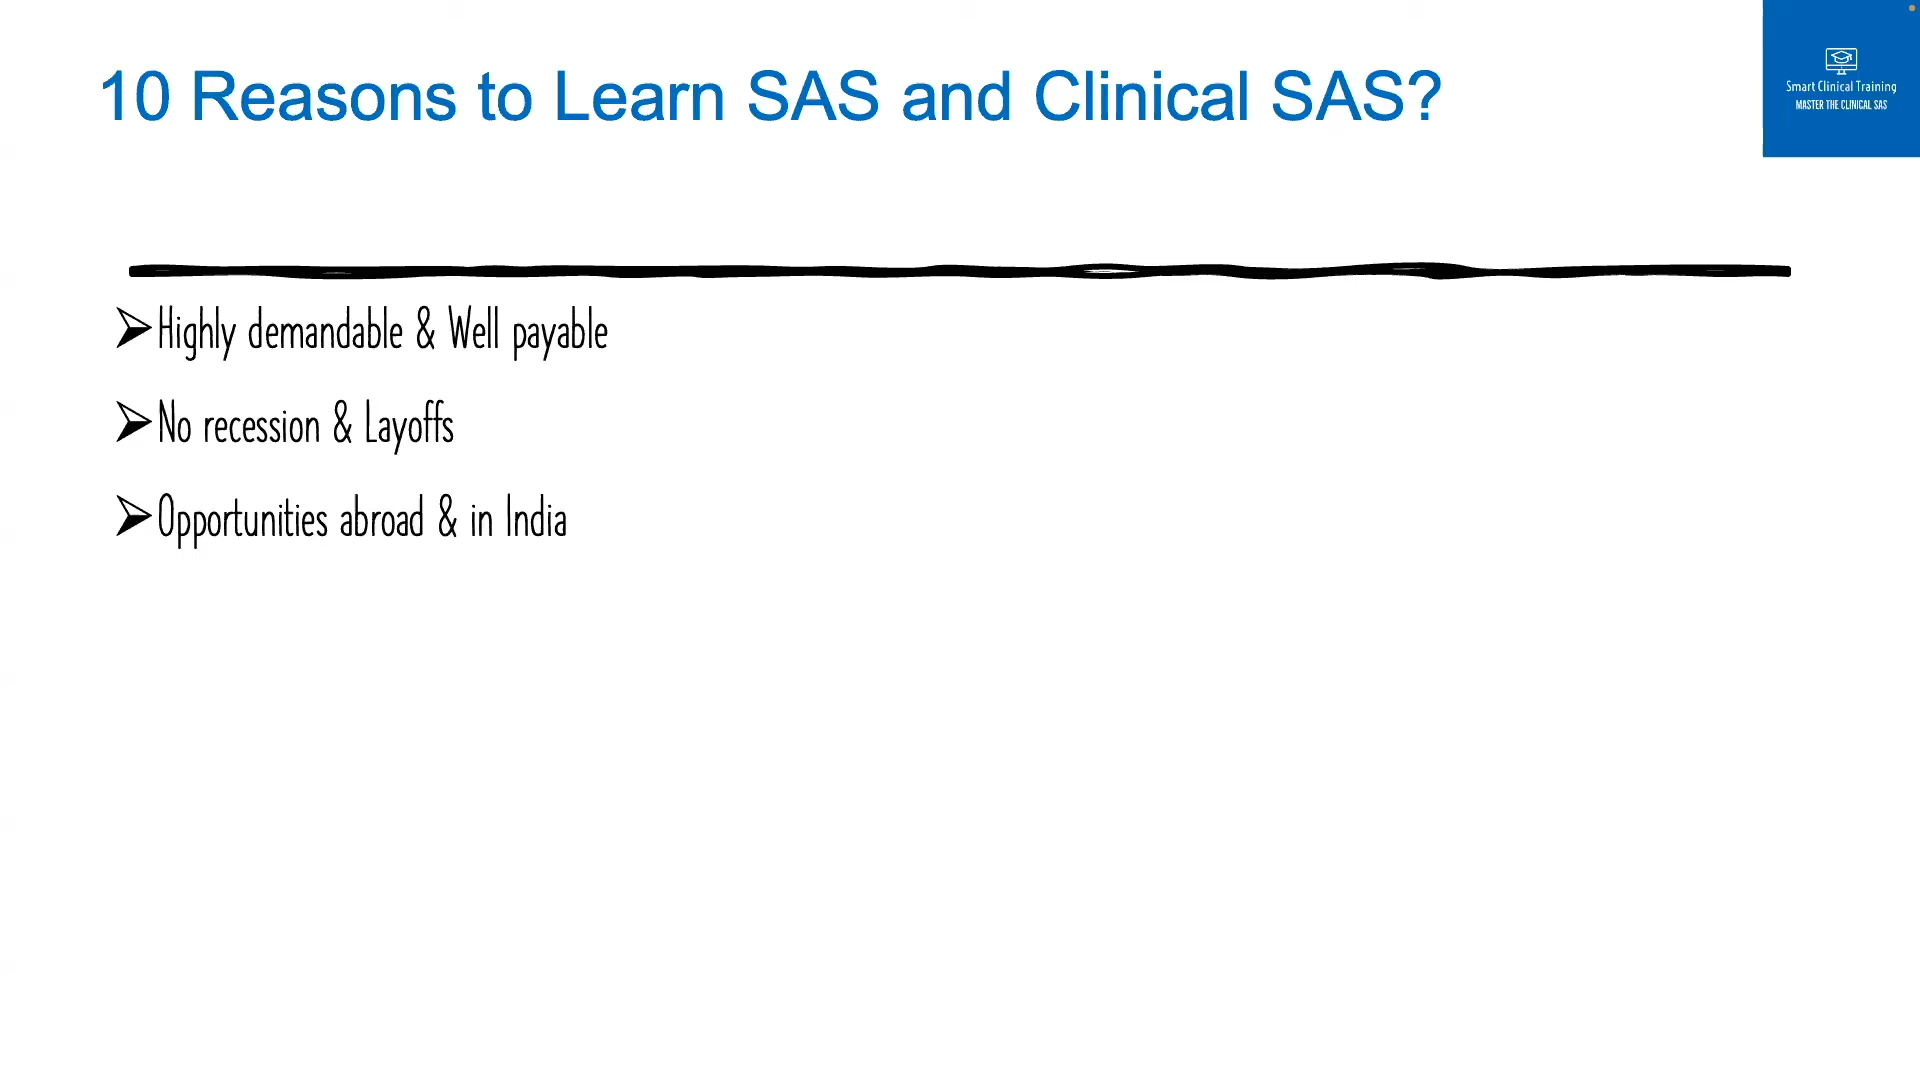 10 Reasons to Learn SAS and Clinical SAS?
Smart Clinical Training
MASTER THE CLINICAL SAS
Highly demandable & Well payable
No recession & Layoffs
Opportunities abroad & in India